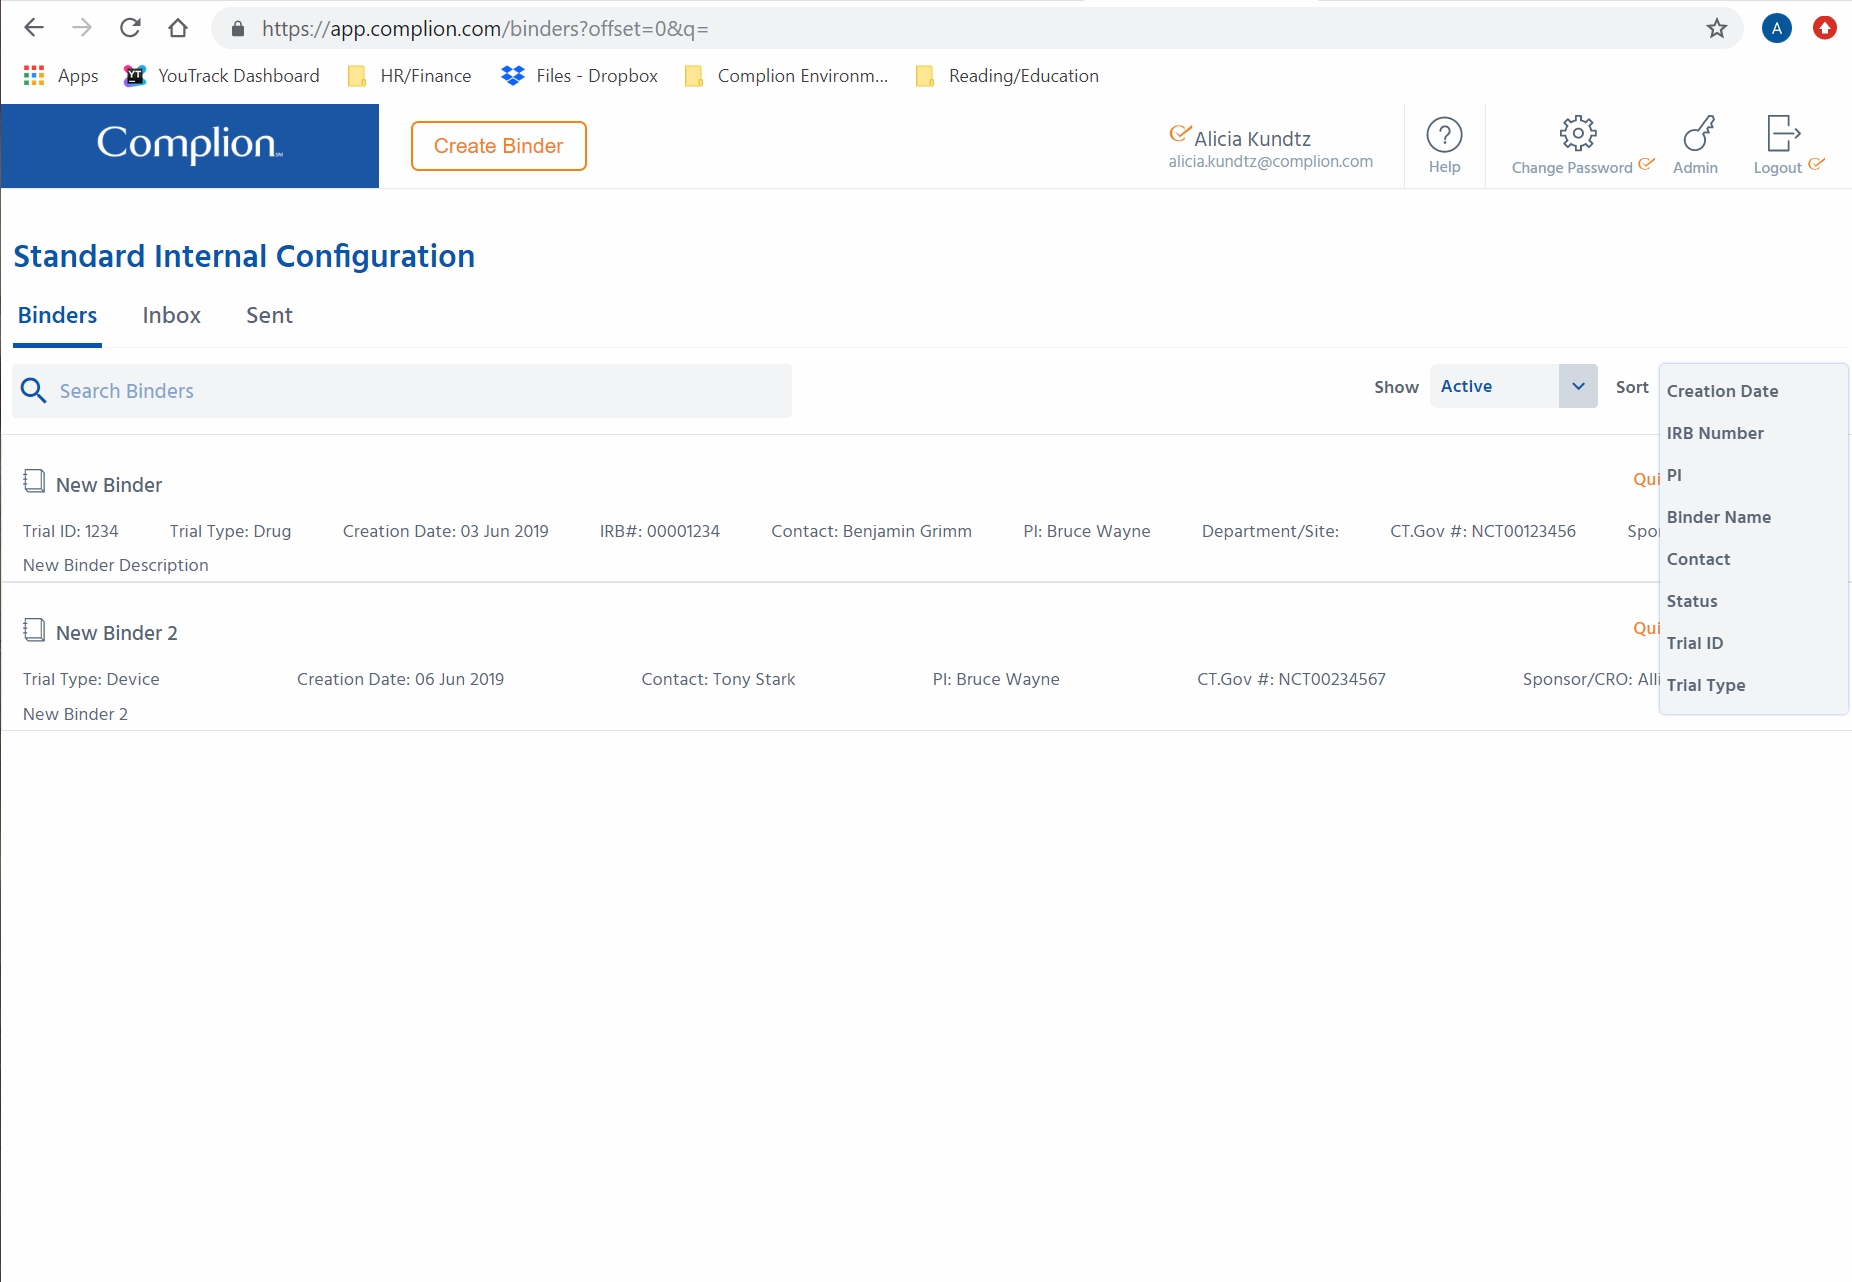 https://app.complion.com/binders?offset=0&q=
A
Apps
YouTrack Dashboard
HR/Finance
Files - Dropbox
Complion Environm...
Reading/Education
Complion
Create Binder
Alicia Kundtz
alicia.kundtz@complion.com
Help
Change Password
Admin
Logout
Standard Internal Configuration
Binders
Inbox
Sent
Search Binders
Show
Active
Sort
Creation Date
IRB Number
PI
Binder Name
Contact
Status
Trial ID
Trial Type
New Binder
Qui
Trial ID: 1234
Trial Type: Drug
Creation Date: 03 Jun 2019
IRB#: 00001234
Contact: Benjamin Grimm
PI: Bruce Wayne
Department/Site:
CT.Gov #: NCT00123456
Spo
New Binder Description
New Binder 2
Qui
Trial Type: Device
Creation Date: 06 Jun 2019
Contact: Tony Stark
PI: Bruce Wayne
CT.Gov #: NCT00234567
Sponsor/CRO: Alli
New Binder 2